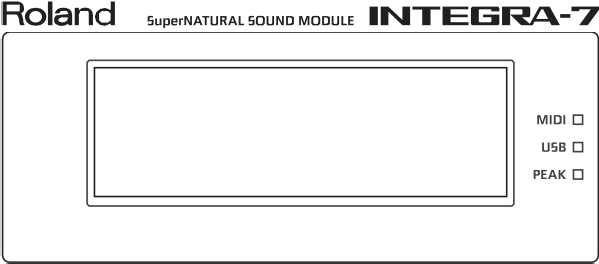 Roland SuperNATURAL SOUND MODULE INTEGRA-7
MIDI
USB
PEAK